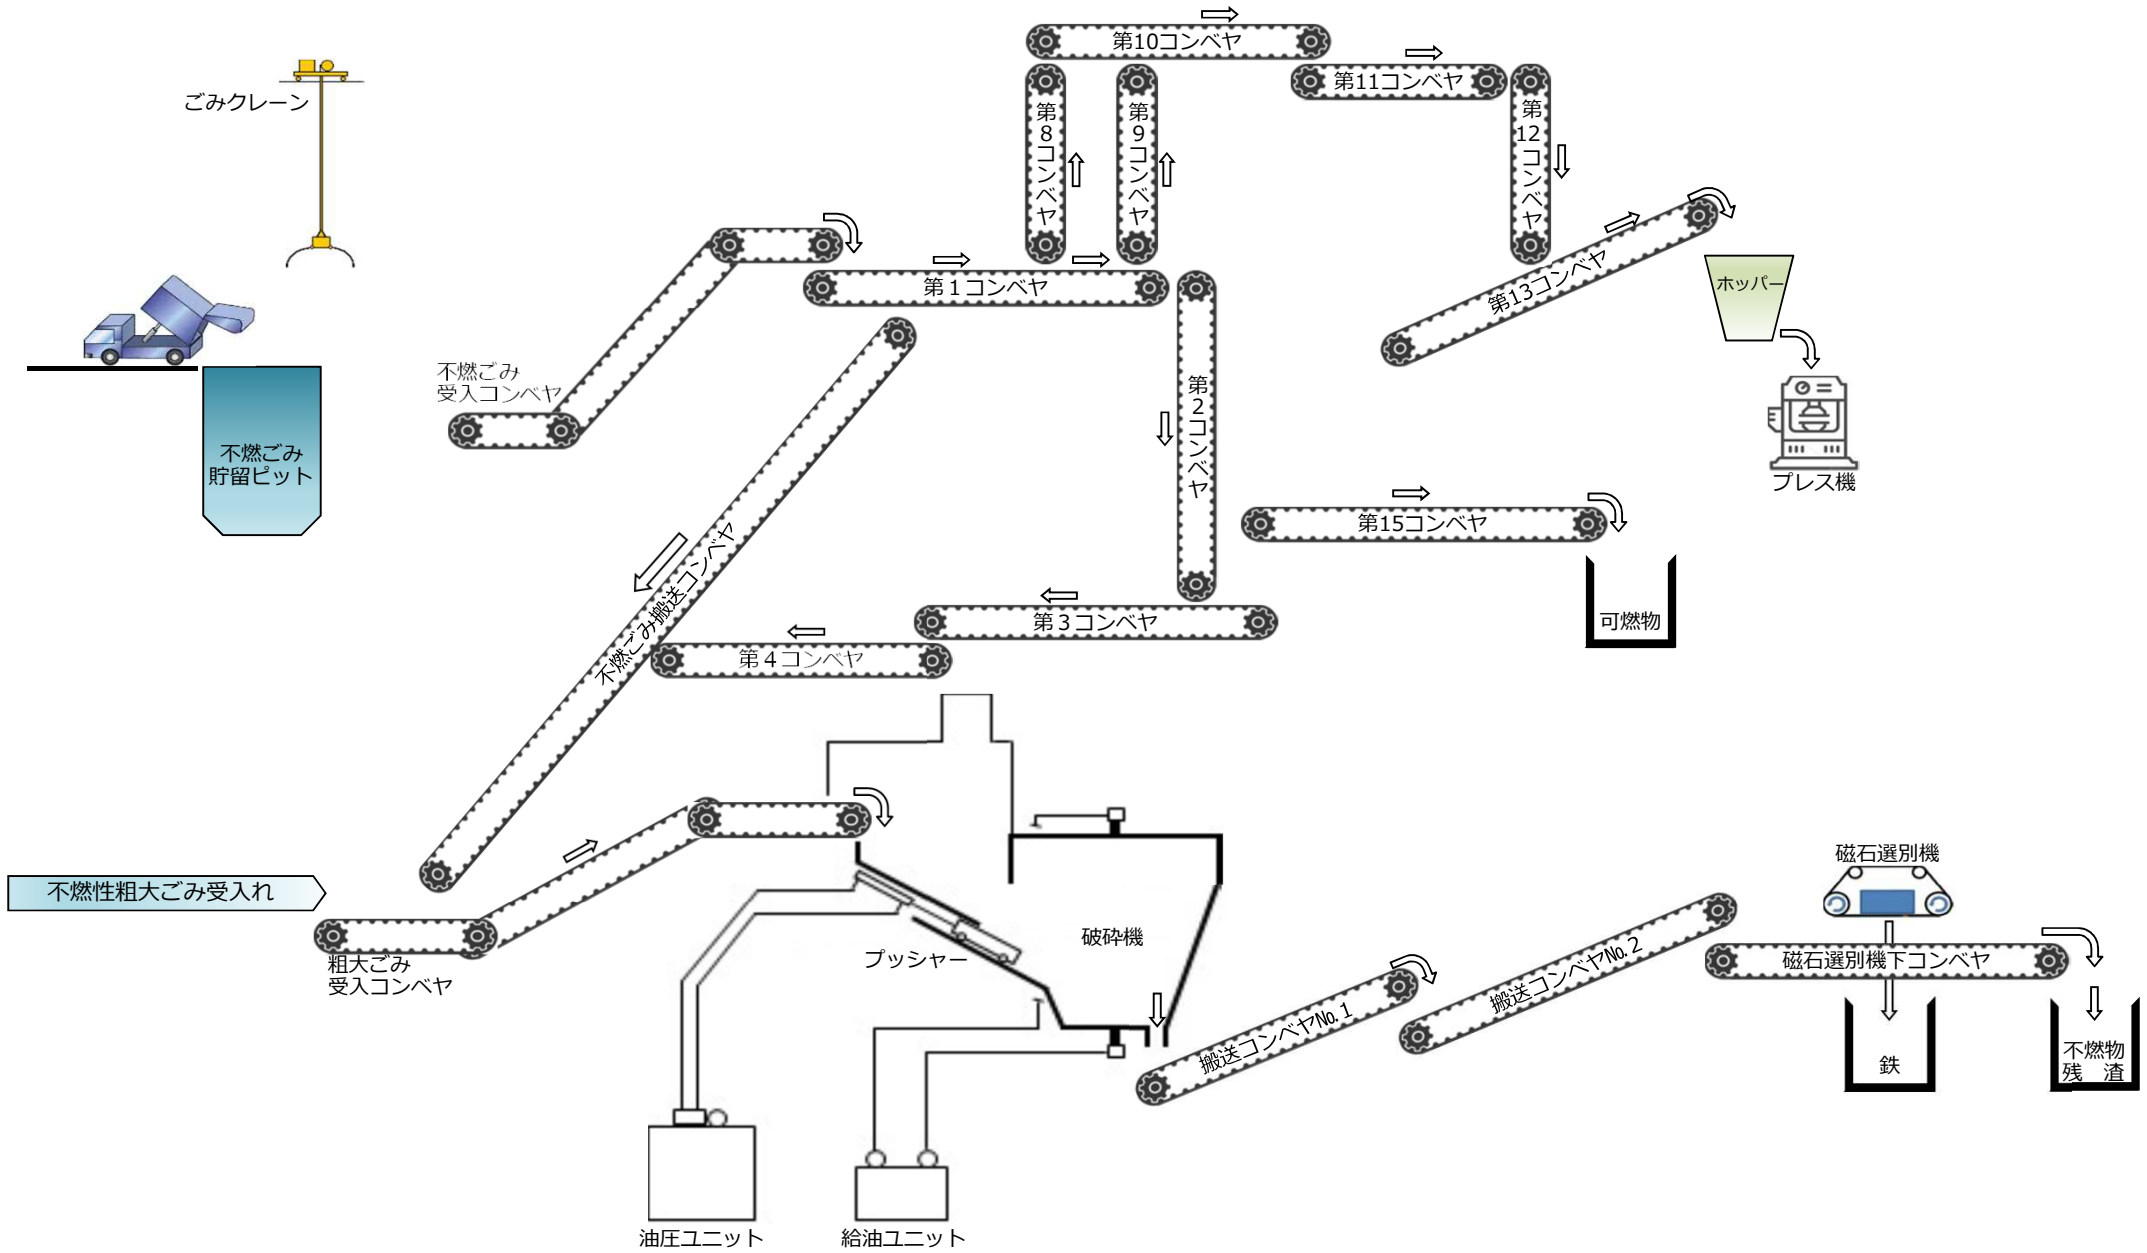 第10コンベヤ
第11コンベヤ
ごみクレーン
第8コンベヤ
第9コンベヤ
第12コンベヤ
第13コンベヤ
第１コンベヤ
ホッパー
不燃ごみ
受入コンベヤ
第2コンベヤ
不燃ごみ
貯留ピット
プレス機
第15コンベヤ
不燃ごみ搬送コンベヤ
第３コンベヤ
可燃物
第４コンベヤ
磁石選別機
不燃性粗大ごみ受入れ
破砕機
プッシャー
粗大ごみ
受入コンベヤ
搬送コンベヤ№1
搬送コンベヤ№2
磁石選別機下コンベヤ
鉄
不燃物
残　渣
油圧ユニット
給油ユニット